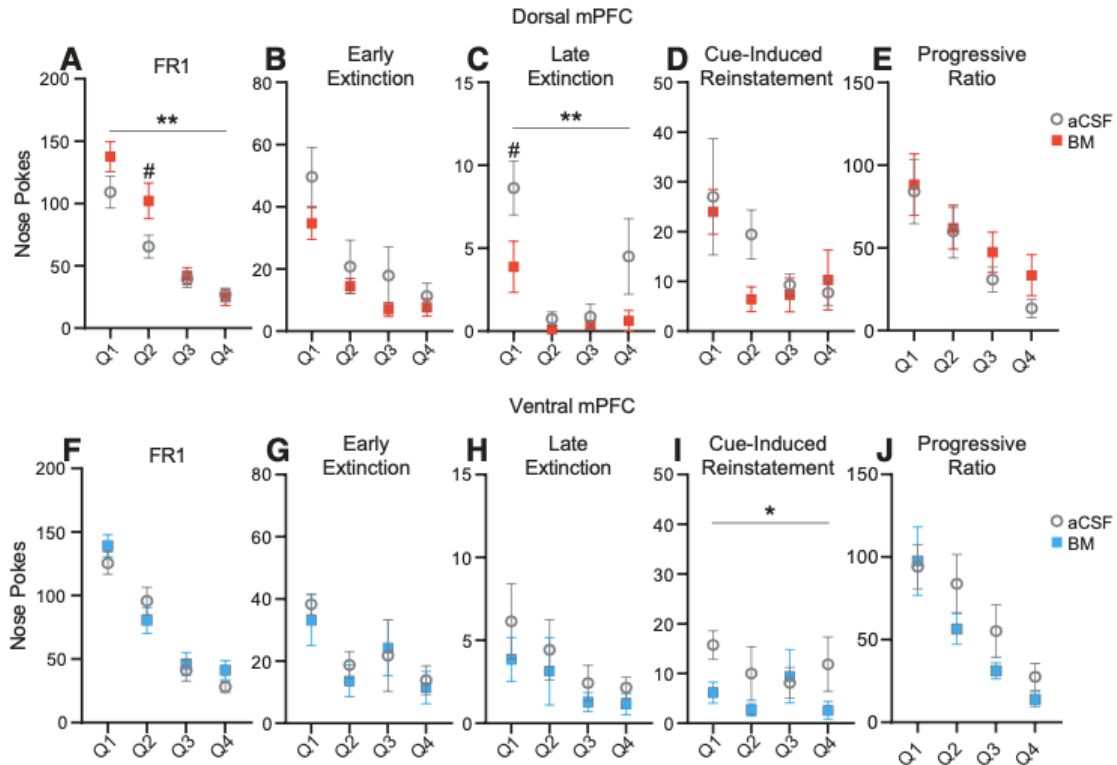 Dorsal mPFC
A FR1
B Early
Extinction
C Late
Extinction
D Cue-Induced
Reinstatement
E Progressive
Ratio
Nose Pokes
200
150
100
50
0
**
#
Q1 Q2 Q3 Q4
80
60
40
20
0
Q1 Q2 Q3 Q4
15
10
5
0
**
#
Q1 Q2 Q3 Q4
50
40
30
20
10
0
Q1 Q2 Q3 Q4
150
100
50
0
Q1 Q2 Q3 Q4
aCSF
BM
Ventral mPFC
F FR1
G Early
Extinction
H Late
Extinction
I Cue-Induced
Reinstatement
J Progressive
Ratio
Nose Pokes
200
150
100
50
0
Q1 Q2 Q3 Q4
80
60
40
20
0
Q1 Q2 Q3 Q4
15
10
5
0
Q1 Q2 Q3 Q4
50
40
30
20
10
0
*
Q1 Q2 Q3 Q4
150
100
50
0
Q1 Q2 Q3 Q4
aCSF
BM